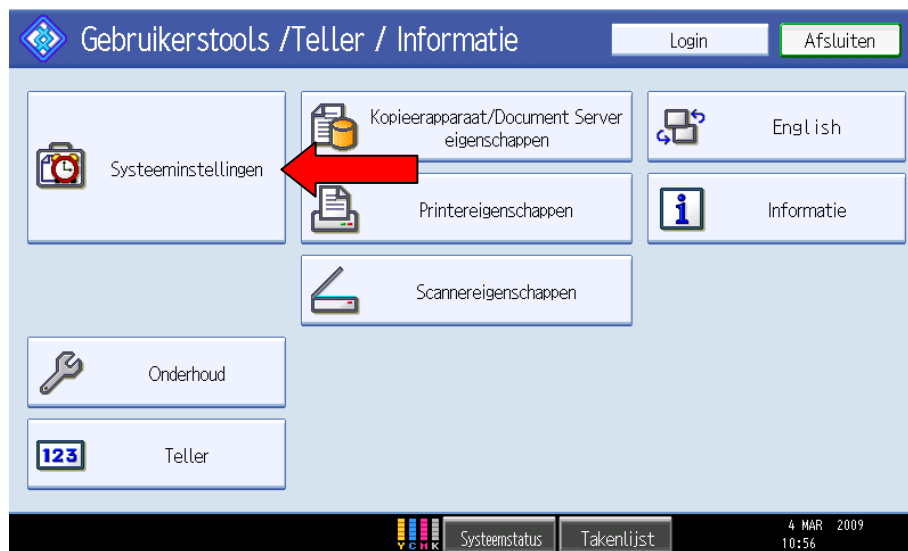 Gebruikerstools /Teller / Informatie
Login
Afsluiten
Systeeminstellingen
Kopieerapparaat/Document Server
eigenschappen
English
Printereigenschappen
Informatie
Scannereigenschappen
Onderhoud
123
Teller
Y C M K
Systeemstatus
Takenlijst
4 MAR 2009
10:56